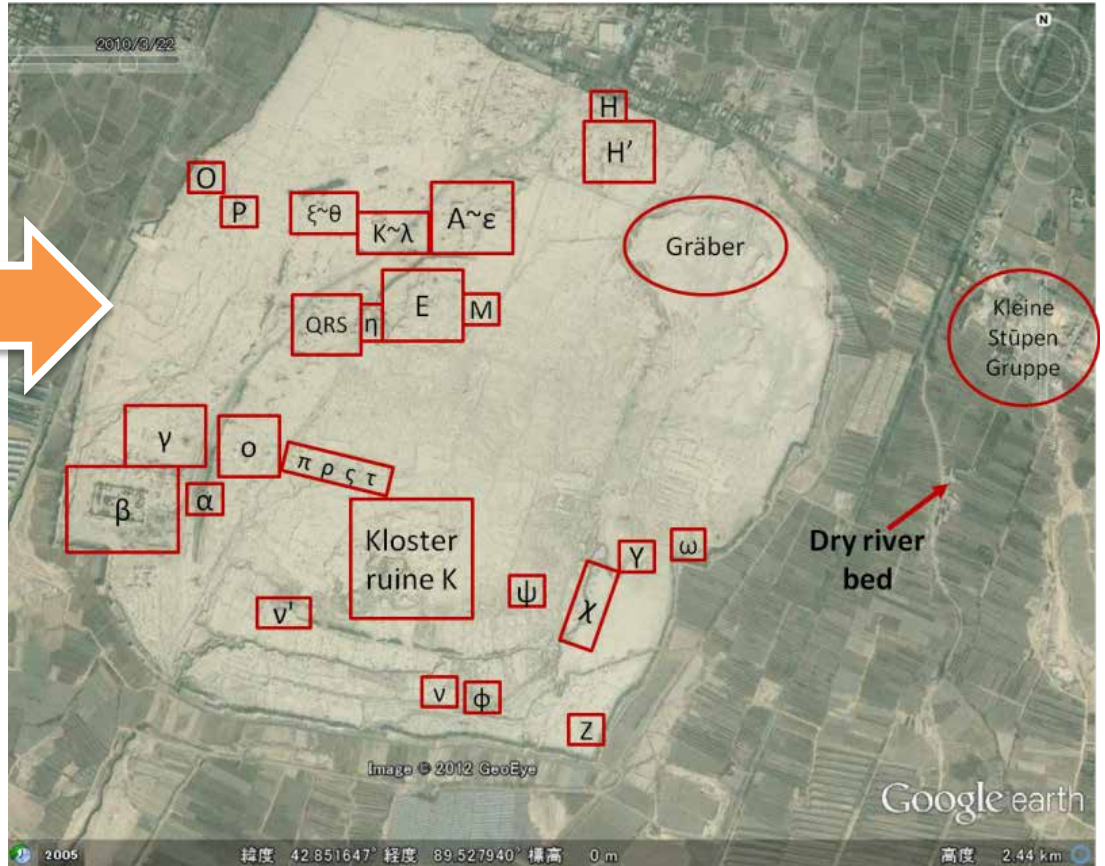 2010/3/22
N
H
H'
O
P
ξ~θ
K~λ
A~ε
Gräber
QRS
η
E
M
Kleine
Stūpen
Gruppe
γ
ο
π ρ ς τ
β
α
Kloster
ruine K
Dry river
bed
Y
ω
ψ
χ
ν'
ν
φ
Z
Image © 2012 GeoEye
Google earth
2005
緯度 42.851647° 経度 89.527940° 標高 0 m
高度 2.44 km